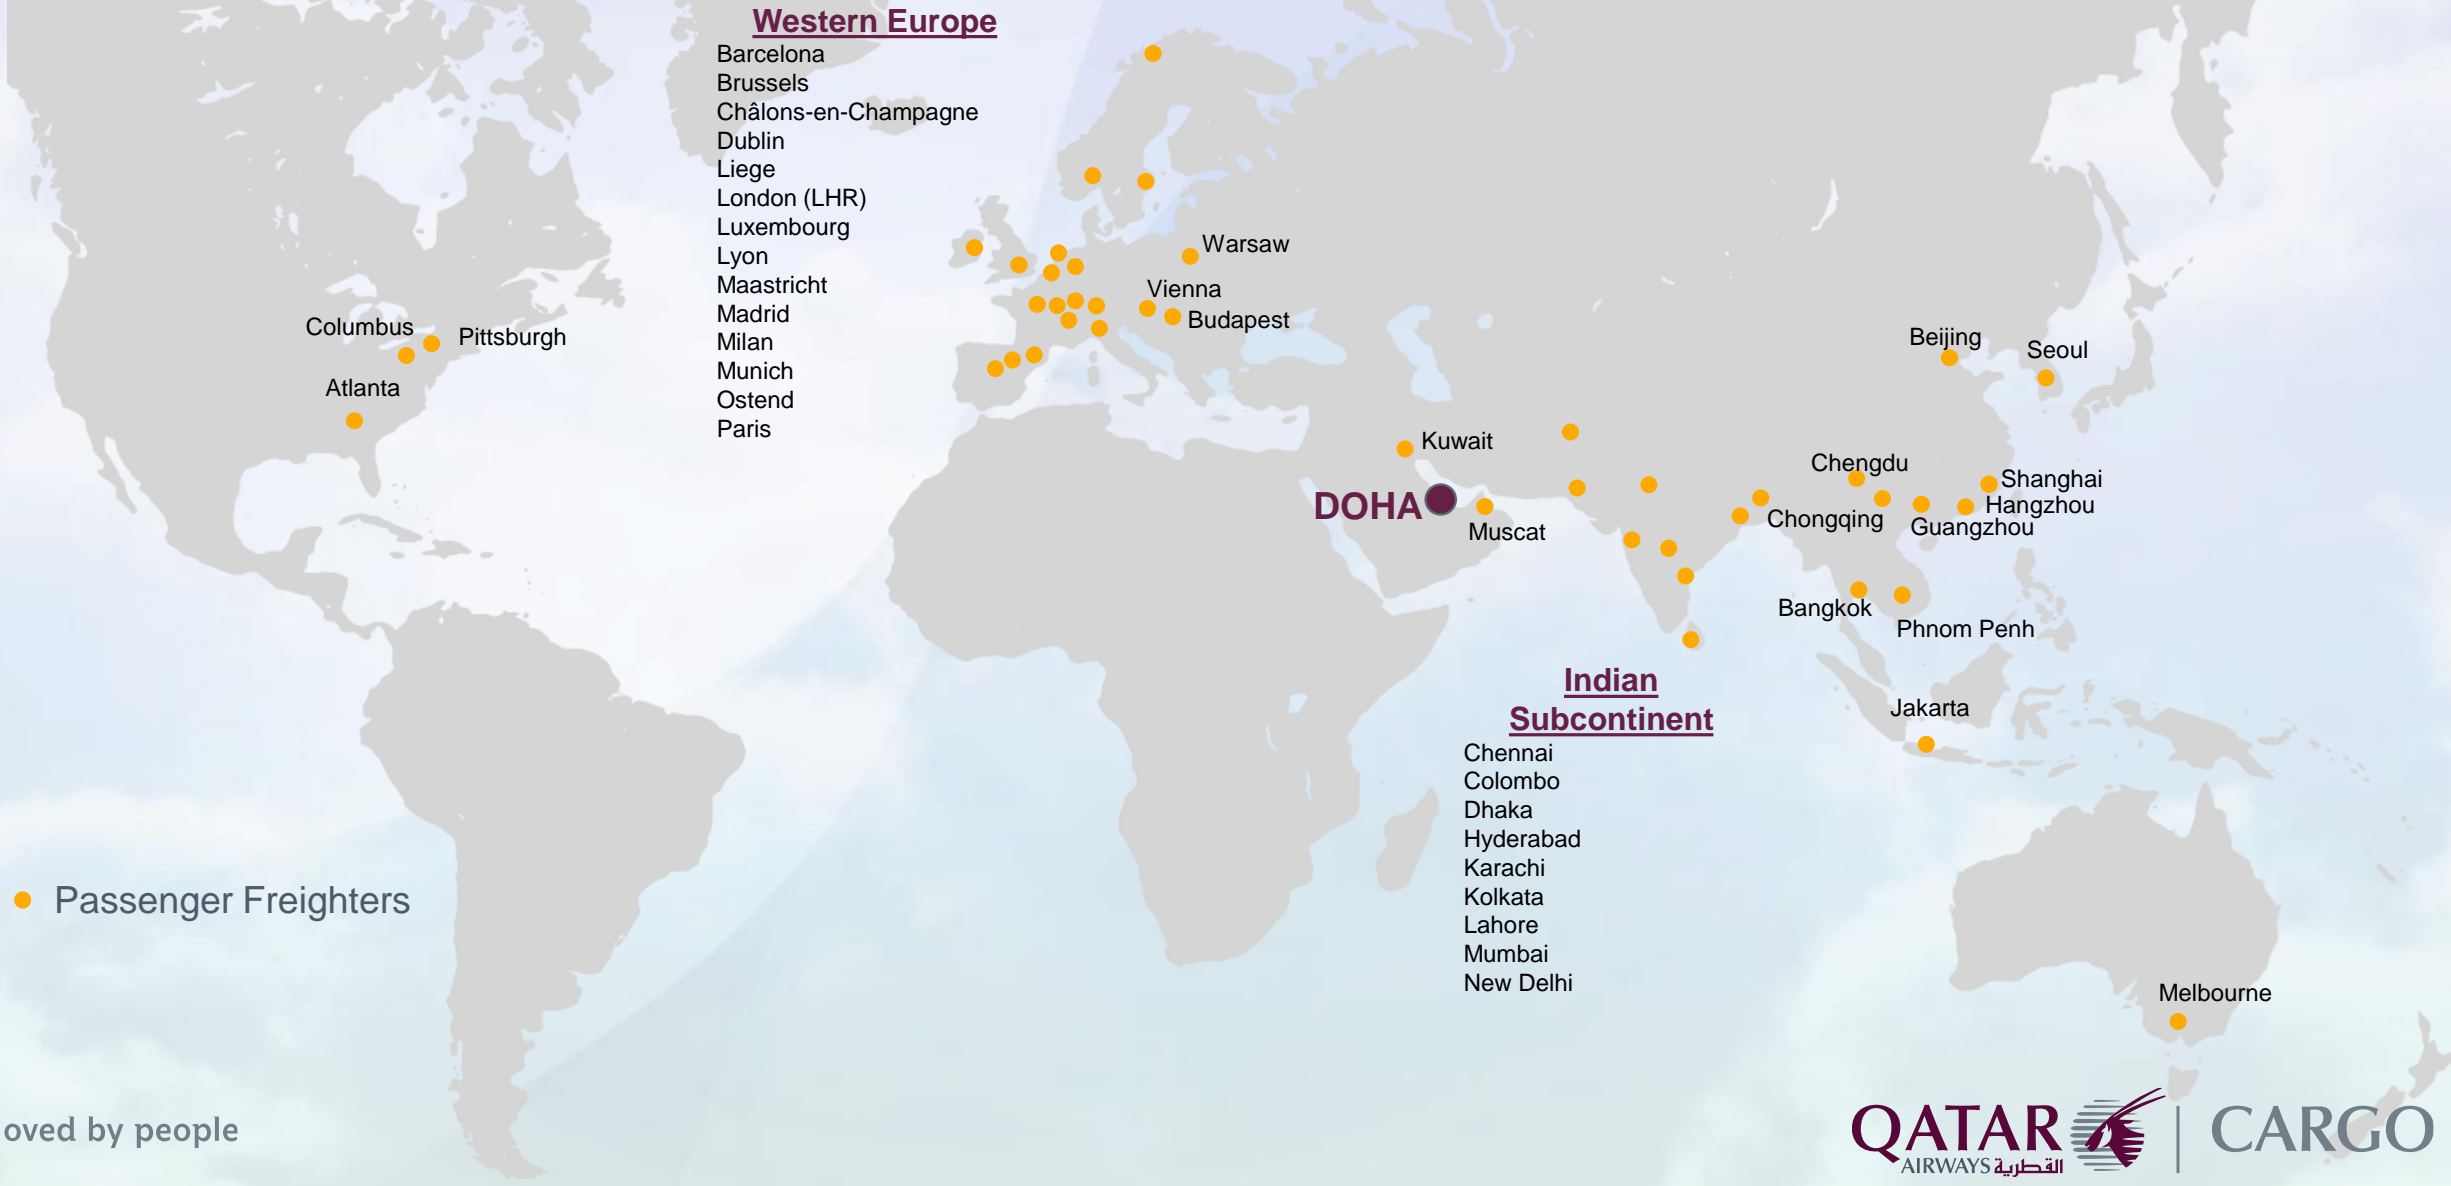 Western Europe
Barcelona
Brussels
Châlons-en-Champagne
Dublin
Liege
London (LHR)
Luxembourg
Lyon
Maastricht
Madrid
Milan
Munich
Ostend
Paris
Columbus
Pittsburgh
Atlanta
Warsaw
Vienna
Budapest
Kuwait
DOHA
Muscat
Beijing
Seoul
Chengdu
Shanghai
Hangzhou
Chongqing
Guangzhou
Bangkok
Phnom Penh
Jakarta
Indian
Subcontinent
Chennai
Colombo
Dhaka
Hyderabad
Karachi
Kolkata
Lahore
Mumbai
New Delhi
Melbourne
Passenger Freighters
oved by people
QATAR
AIRWAYS القطرية
CARGO